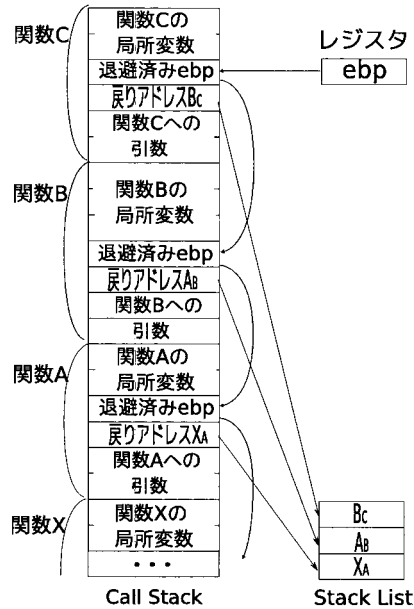 関数C
関数Cの
局所変数
退避済みebp
戻りアドレスBC
関数Cへの
引数
レジスタ
ebp
関数B
関数Bの
局所変数
退避済みebp
戻りアドレスAB
関数Bへの
引数
関数A
関数Aの
局所変数
退避済みebp
戻りアドレスXA
関数Aへの
引数
関数X
関数Xの
局所変数
・・・
Call Stack
BC
AB
XA
Stack List